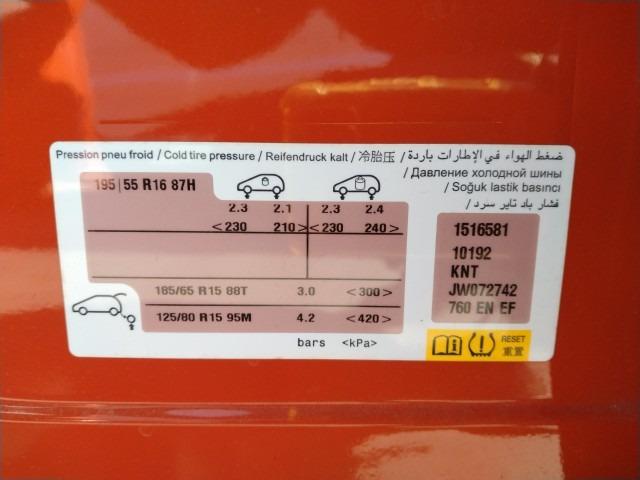 Pression pneu froid / Cold tire pressure / Reifendruck kalt / 冷胎压 / ضغط الهواء في الإطارات باردة /
Давление холодной шины /
Soğuk lastik basıncı /
فشار باد تایر سرد /
195 | 55 R16 87H
2.3 2.1 2.3 2.4
<230 210> <230 240>
185/65 R15 88T 3.0 <300>
125/80 R15 95M 4.2 <420>
bars <kPa>
1516581
10192
KNT
JW072742
760 EN EF
RESET
重置